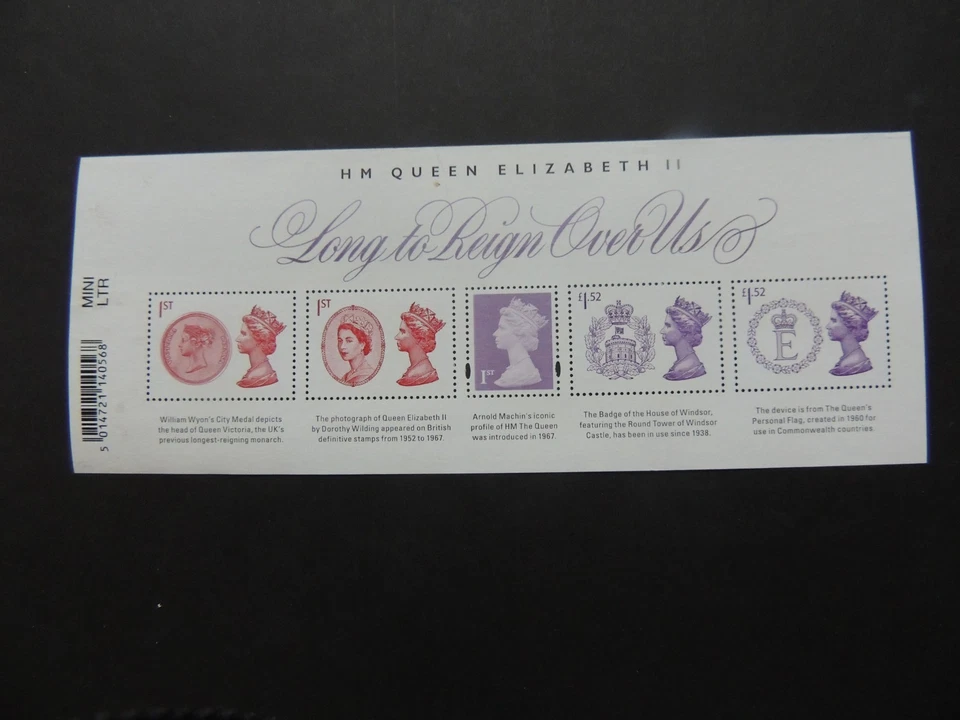 HM QUEEN ELIZABETH II
Long to Reign Over Us
MINI
LTR
5 014721 140568
1ST
1ST
1ST
£1.52
£1.52
E
William Wyon's City Medal depicts
the head of Queen Victoria, the UK's
previous longest-reigning monarch.
The photograph of Queen Elizabeth II
by Dorothy Wilding appeared on British
definitive stamps from 1952 to 1967.
Arnold Machin's iconic
profile of HM The Queen
was introduced in 1967.
The Badge of the House of Windsor,
featuring the Round Tower of Windsor
Castle, has been in use since 1938.
The device is from The Queen's
Personal Flag, created in 1960 for
use in Commonwealth countries.